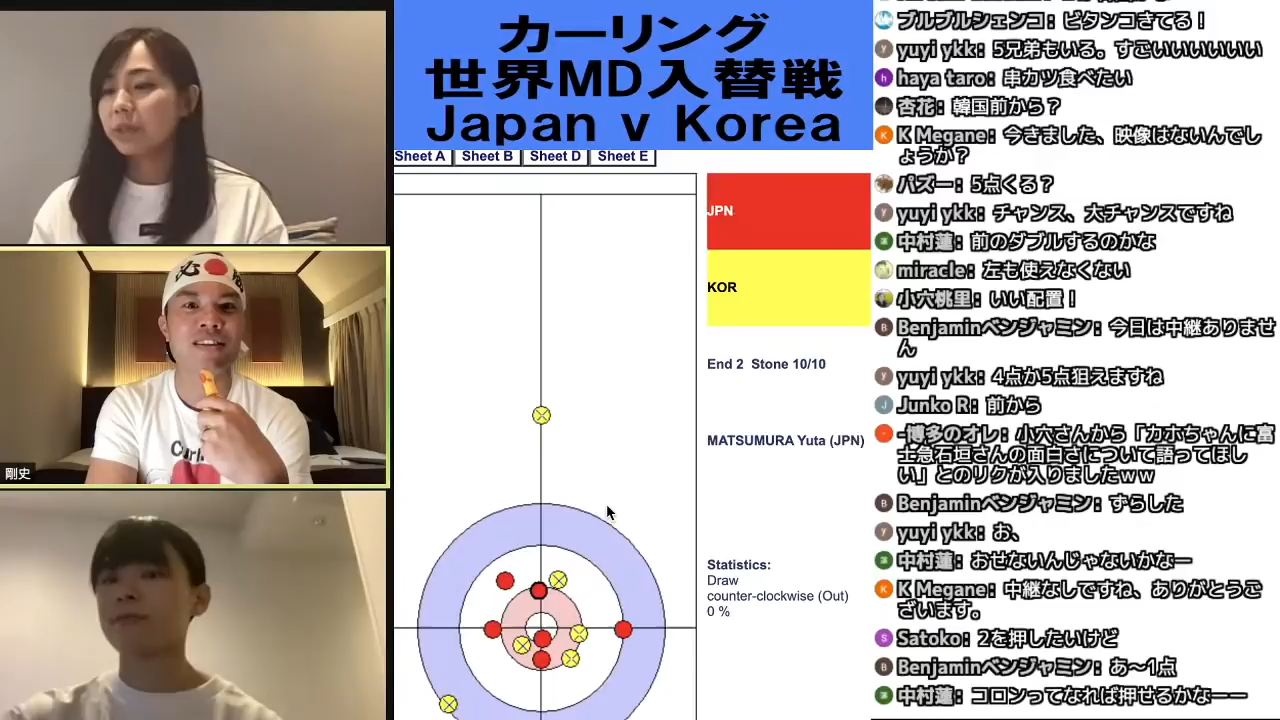 カーリング
世界MD入替戦
Japan v Korea
Sheet A Sheet B Sheet D Sheet E
JPN
KOR
End 2 Stone 10/10
MATSUMURA Yuta (JPN)
Statistics:
Draw
counter-clockwise (Out)
0 %
必
剛史
ブルブルシェンコ: ビタンコきてる!
yuyi ykk: 5兄弟もいる。すごいいいいいい
haya taro: 串カツ食べたい
杏花: 韓国前から?
K Megane: 今きました、映像はないんでし
ょうか?
パズー: 5点くる?
yuyi ykk: チャンス、大チャンスですね
中村蓮: 前のダブルするのかな
miracle: 左も使えなくない
小穴桃里: いい配置!
Benjaminベンジャミン: 今日は中継ありませ
ん
yuyi ykk: 4点か5点狙えますね
Junko R: 前から
-博多のオレ: 小穴さんから「カホちゃんに富
士急石垣さんの面白さについて語ってほし
い」とのリクが入りましたｗｗ
Benjaminベンジャミン: ずらした
yuyi ykk: お、
中村蓮: おせないんじゃないかなー
K Megane: 中継なしですね、ありがとうご
ざいます。
Satoko: 2を押したいけど
Benjaminベンジャミン: あ〜1点
中村蓮: コロンってなれば押せるかなーー